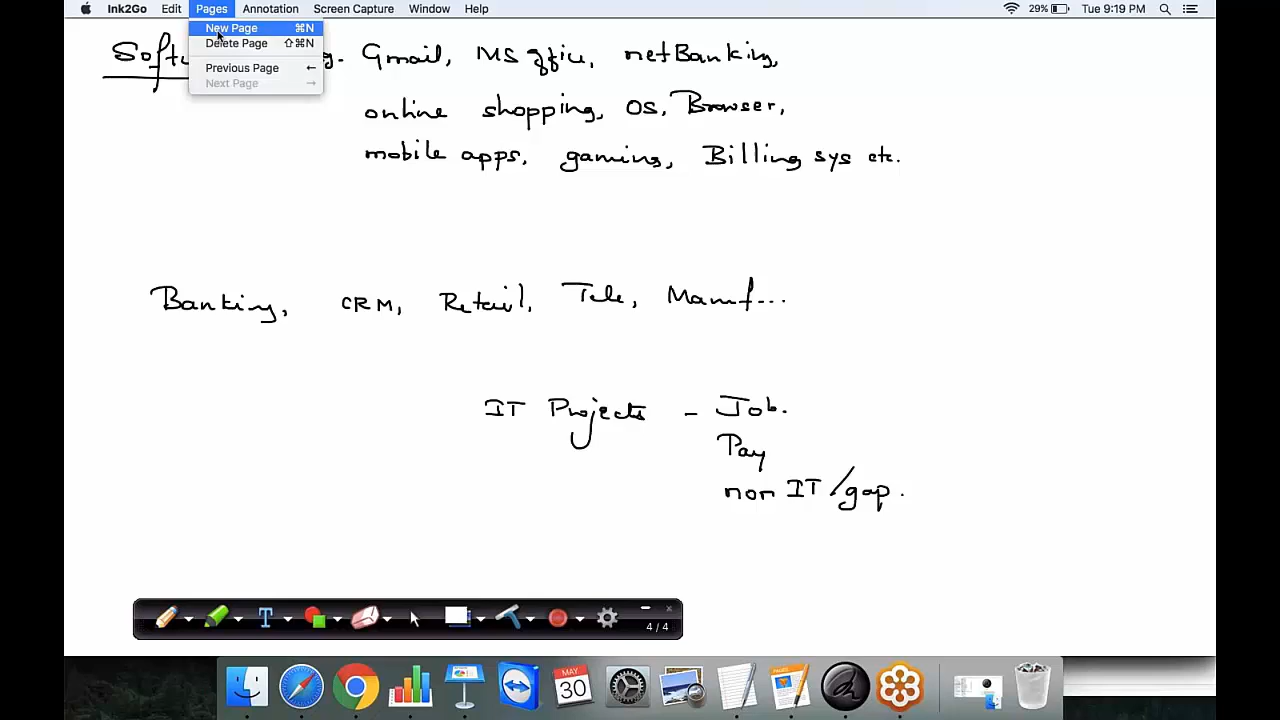 Ink2Go Edit Pages Annotation Screen Capture Window Help 29% Tue 9:19 PM
New Page ⌘N
Delete Page ⇧⌘N
Previous Page ←
Next Page →
Gmail, MS office, netBanking,
online shopping, OS, Browser,
mobile apps, gaming, Billing sys etc.
Banking, CRM, Retail, Tele, Manuf...
IT Projects - Job.
Pay
non IT/gap.
4 / 4
MAY
30
PAGES